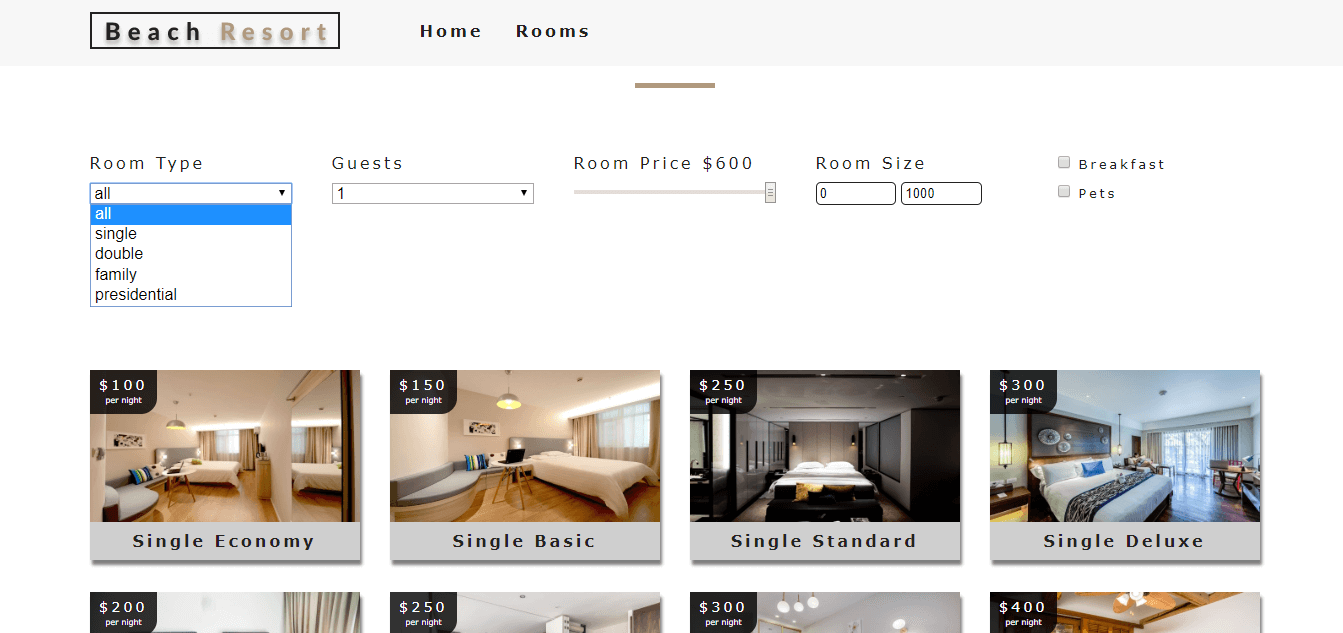 Beach Resort
Home Rooms
Room Type Guests Room Price $600 Room Size Breakfast
all 1 0 1000 Pets
all
single
double
family
presidential
$100 $150 $250 $300
per night per night per night per night
Single Economy Single Basic Single Standard Single Deluxe
$200 $250 $300 $400
per night per night per night per night